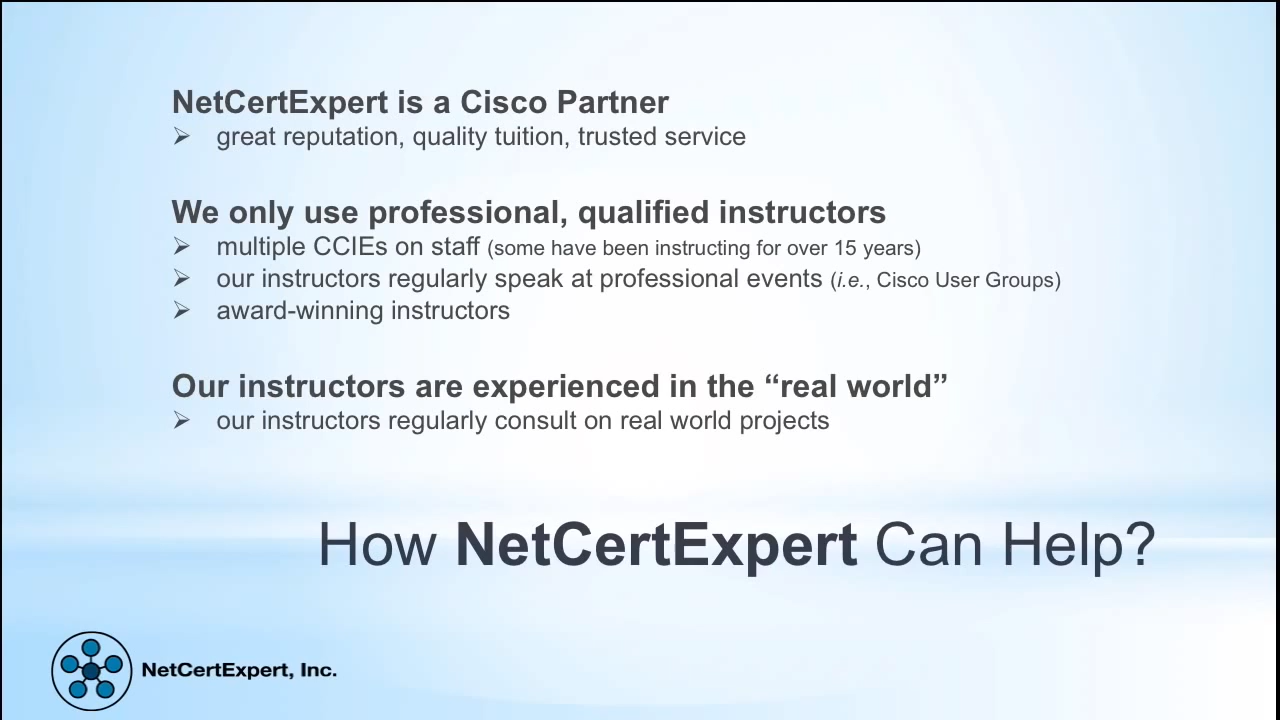 NetCertExpert is a Cisco Partner
➢ great reputation, quality tuition, trusted service
We only use professional, qualified instructors
➢ multiple CCIEs on staff (some have been instructing for over 15 years)
➢ our instructors regularly speak at professional events (i.e., Cisco User Groups)
➢ award-winning instructors
Our instructors are experienced in the “real world”
➢ our instructors regularly consult on real world projects
How NetCertExpert Can Help?
NetCertExpert, Inc.